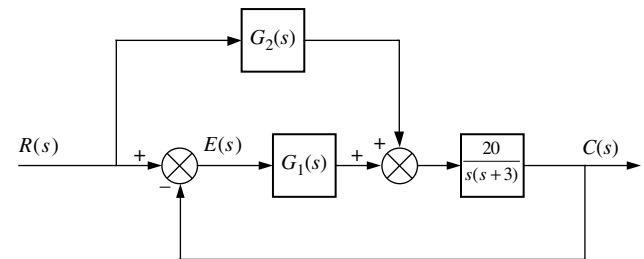 G₂(s)
R(s)
+
−
E(s)
G₁(s)
+
+
20
s(s + 3)
C(s)